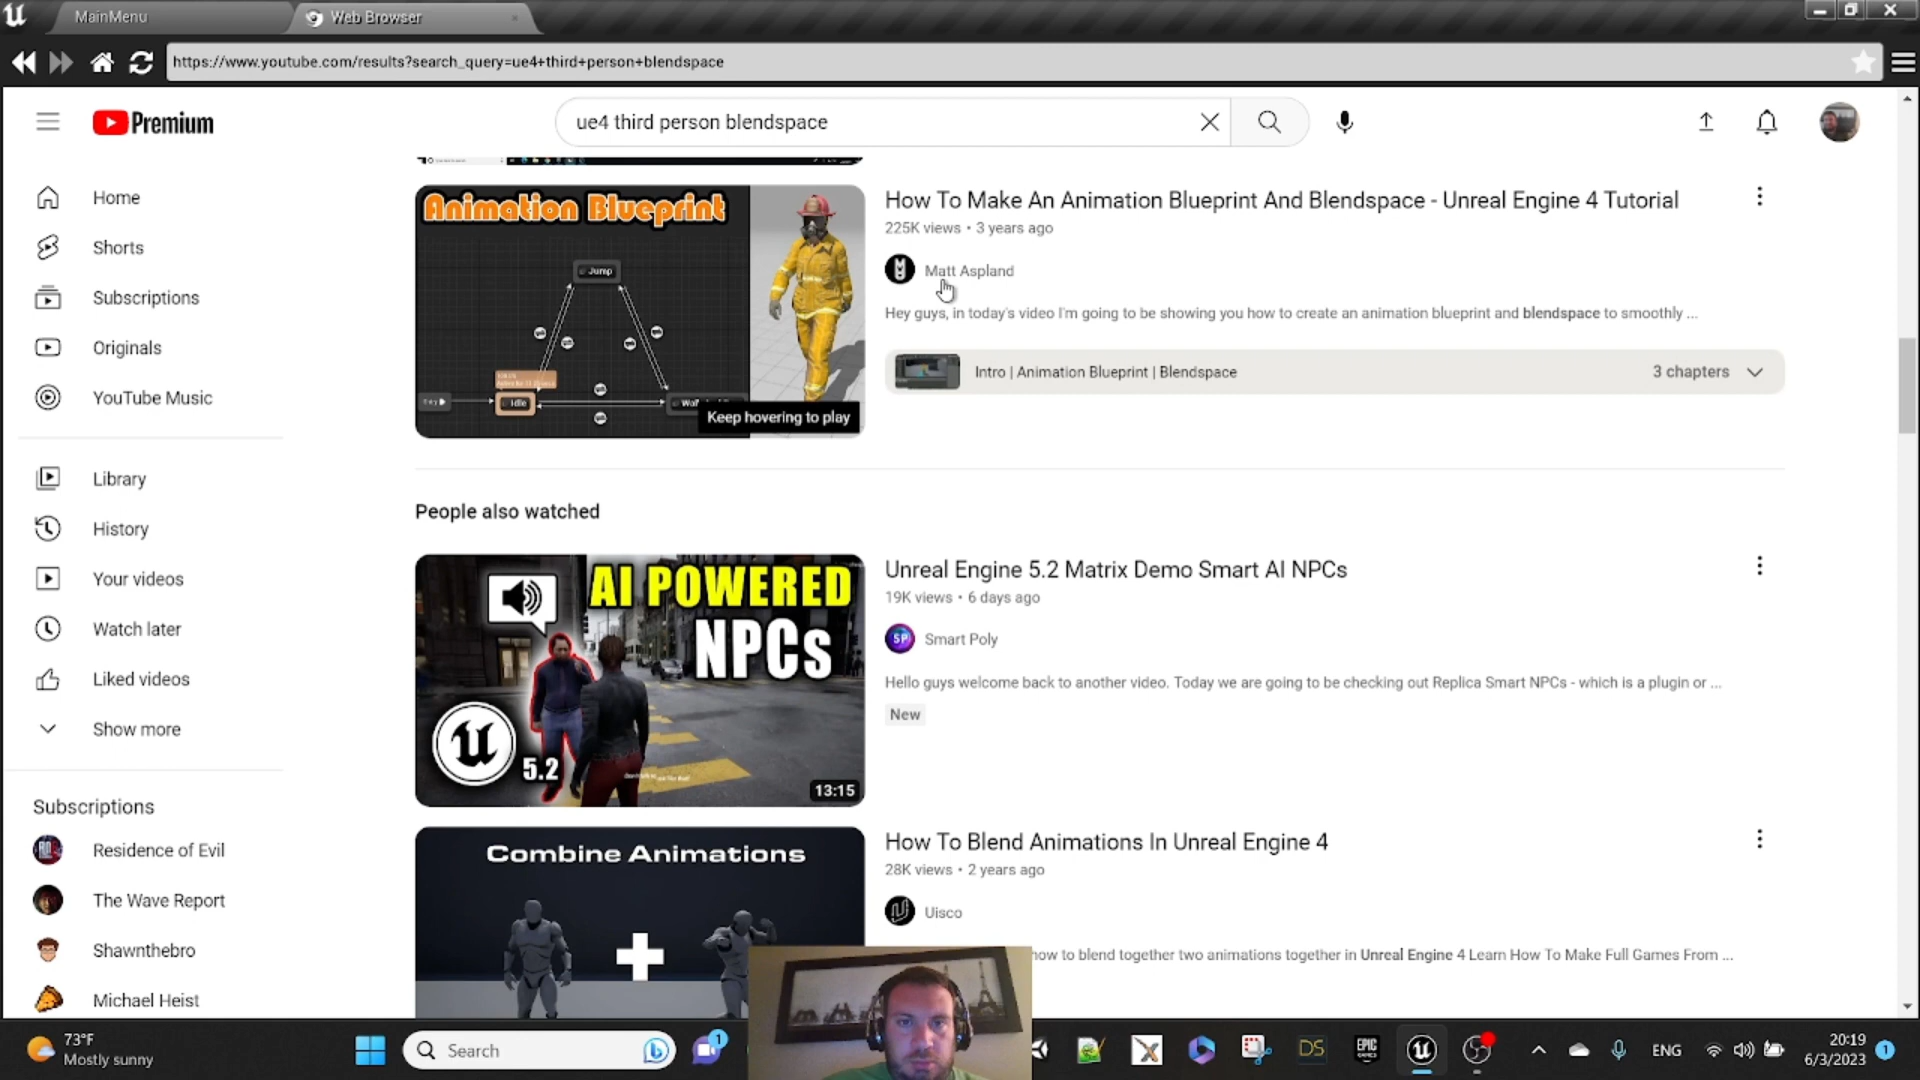 MainMenu
Web Browser
https://www.youtube.com/results?search_query=ue4+third+person+blendspace
Premium
ue4 third person blendspace
Home
Shorts
Subscriptions
Originals
YouTube Music
Library
History
Your videos
Watch later
Liked videos
Show more
Subscriptions
Residence of Evil
The Wave Report
Shawnthebro
Michael Heist
Animation Blueprint
Jump
Idle
Keep hovering to play
How To Make An Animation Blueprint And Blendspace - Unreal Engine 4 Tutorial
225K views • 3 years ago
Matt Aspland
Hey guys, in today's video I'm going to be showing you how to create an animation blueprint and blendspace to smoothly ...
Intro | Animation Blueprint | Blendspace
3 chapters
People also watched
AI POWERED
NPCs
5.2
13:15
Unreal Engine 5.2 Matrix Demo Smart AI NPCs
19K views • 6 days ago
SP
Smart Poly
Hello guys welcome back to another video. Today we are going to be checking out Replica Smart NPCs - which is a plugin or ...
New
Combine Animations
How To Blend Animations In Unreal Engine 4
28K views • 2 years ago
Uisco
how to blend together two animations together in Unreal Engine 4 Learn How To Make Full Games From ...
73°F
Mostly sunny
Search
1
DS
EPIC GAMES
ENG
20:19
6/3/2023
1